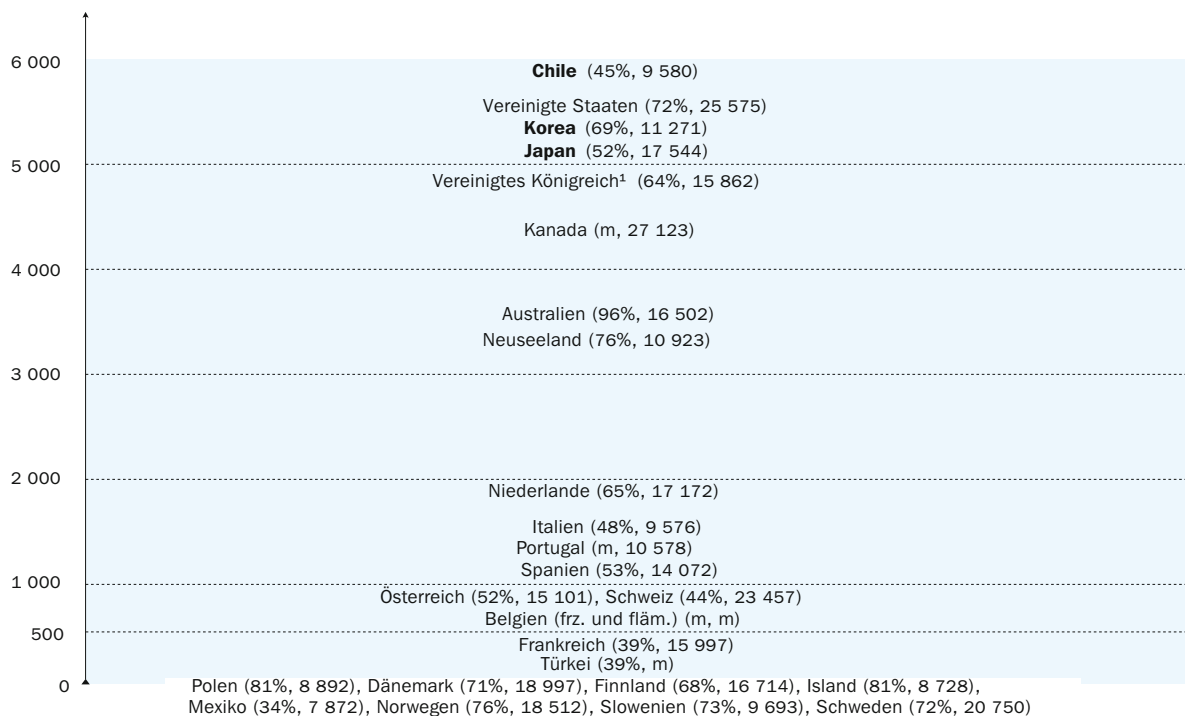 6 000
Chile (45%, 9 580)
Vereinigte Staaten (72%, 25 575)
Korea (69%, 11 271)
Japan (52%, 17 544)
5 000
Vereinigtes Königreich¹ (64%, 15 862)
Kanada (m, 27 123)
4 000
Australien (96%, 16 502)
Neuseeland (76%, 10 923)
3 000
2 000
Niederlande (65%, 17 172)
Italien (48%, 9 576)
Portugal (m, 10 578)
Spanien (53%, 14 072)
1 000
Österreich (52%, 15 101), Schweiz (44%, 23 457)
Belgien (frz. und fläm.) (m, m)
500
Frankreich (39%, 15 997)
Türkei (39%, m)
0
Polen (81%, 8 892), Dänemark (71%, 18 997), Finnland (68%, 16 714), Island (81%, 8 728),
Mexiko (34%, 7 872), Norwegen (76%, 18 512), Slowenien (73%, 9 693), Schweden (72%, 20 750)